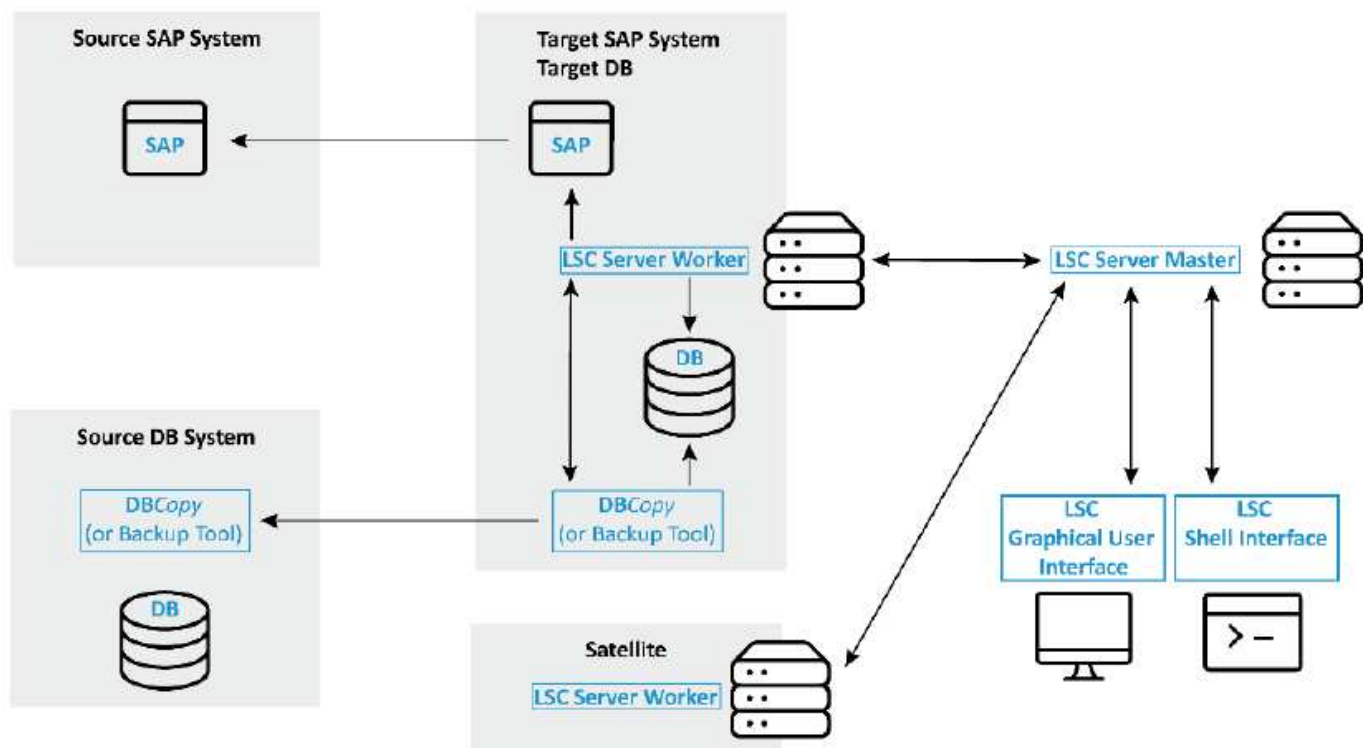 Source SAP System
SAP
Target SAP System
Target DB
SAP
LSC Server Worker
LSC Server Master
DB
Source DB System
DBCopy
(or Backup Tool)
DB
DBCopy
(or Backup Tool)
LSC
Graphical User
Interface
LSC
Shell Interface
Satellite
LSC Server Worker